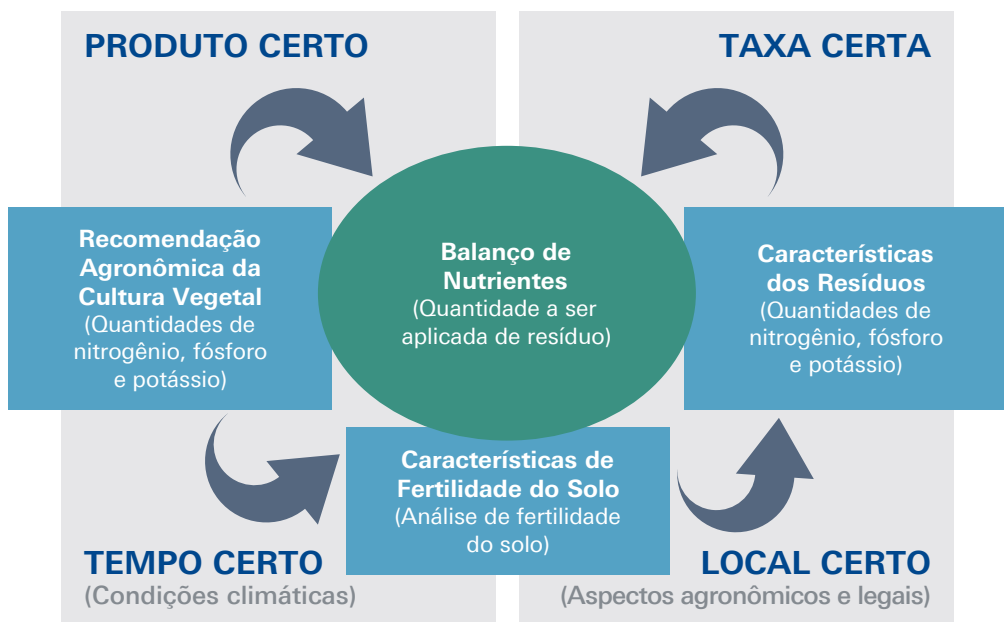 PRODUTO CERTO
TAXA CERTA
Recomendação
Agronômica da
Cultura Vegetal
(Quantidades de
nitrogênio, fósforo
e potássio)
Balanço de
Nutrientes
(Quantidade a ser
aplicada de resíduo)
Características
dos Resíduos
(Quantidades de
nitrogênio, fósforo
e potássio)
Características de
Fertilidade do Solo
(Análise de fertilidade
do solo)
TEMPO CERTO
(Condições climáticas)
LOCAL CERTO
(Aspectos agronômicos e legais)